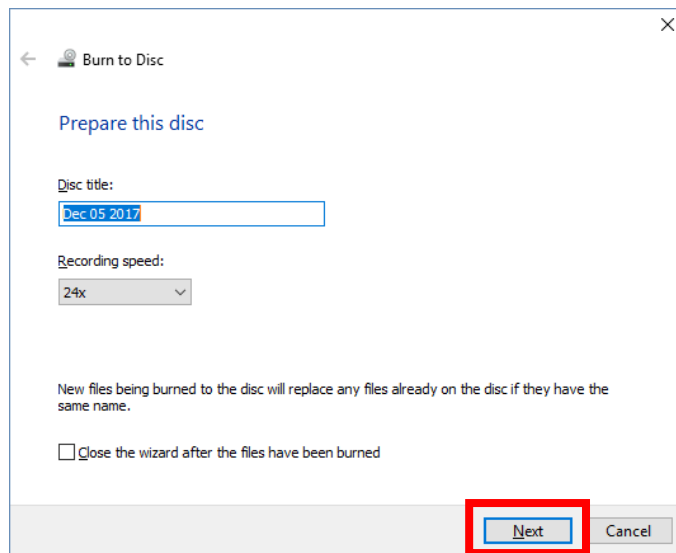 Burn to Disc
Prepare this disc
Disc title:
Dec 05 2017
Recording speed:
24x
New files being burned to the disc will replace any files already on the disc if they have the
same name.
Close the wizard after the files have been burned
Next Cancel